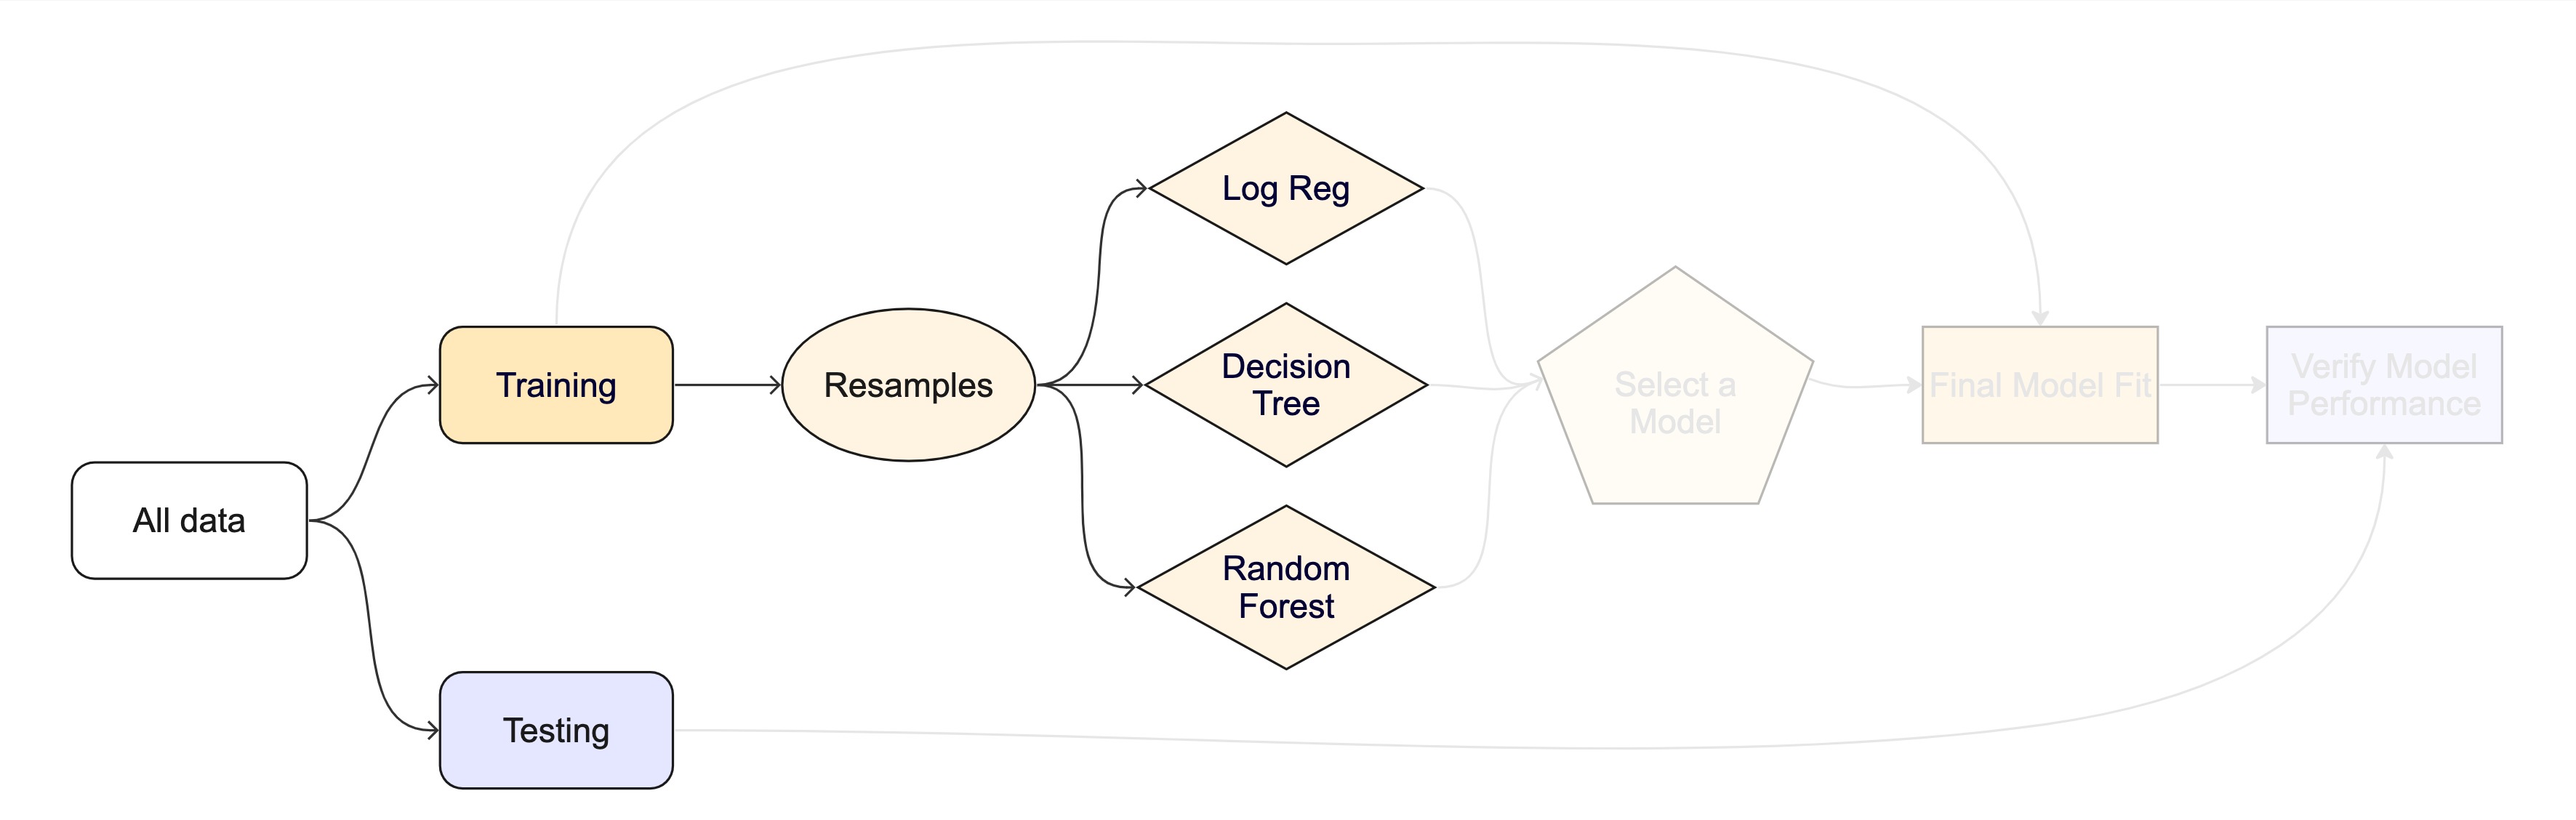 All data
Training
Testing
Resamples
Log Reg
Decision
Tree
Random
Forest
Select a
Model
Final Model Fit
Verify Model
Performance